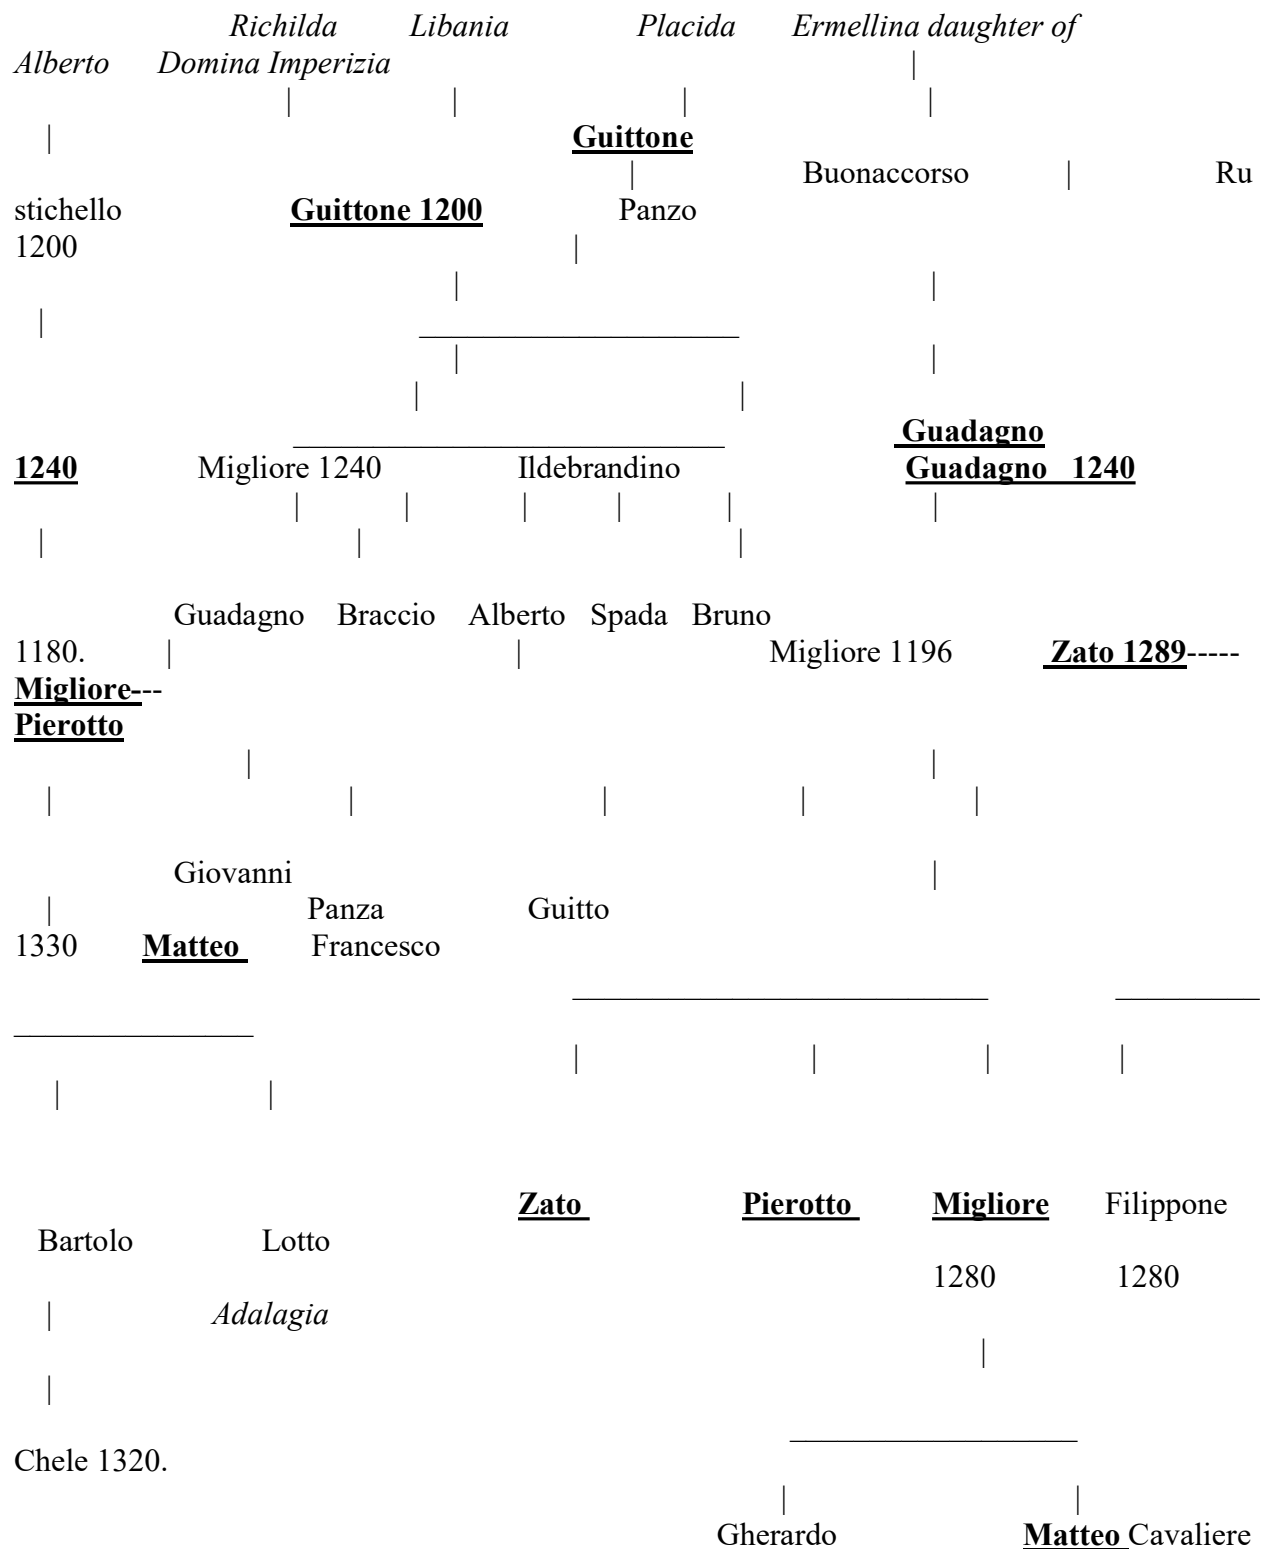 Richilda Libania Placida Ermellina daughter of
Alberto Domina Imperizia
Guittone
Buonaccorso Ru
stichello Guittone 1200 Panzo
1200
Guadagno
1240 Migliore 1240 Ildebrandino Guadagno 1240
Guadagno Braccio Alberto Spada Bruno
1180. Migliore 1196 Zato 1289-----
Migliore---
Pierotto
Giovanni
Panza Guitto
1330 Matteo Francesco
Zato Pierotto Migliore Filippone
Bartolo Lotto
1280 1280
Adalagia
Chele 1320.
Gherardo Matteo Cavaliere